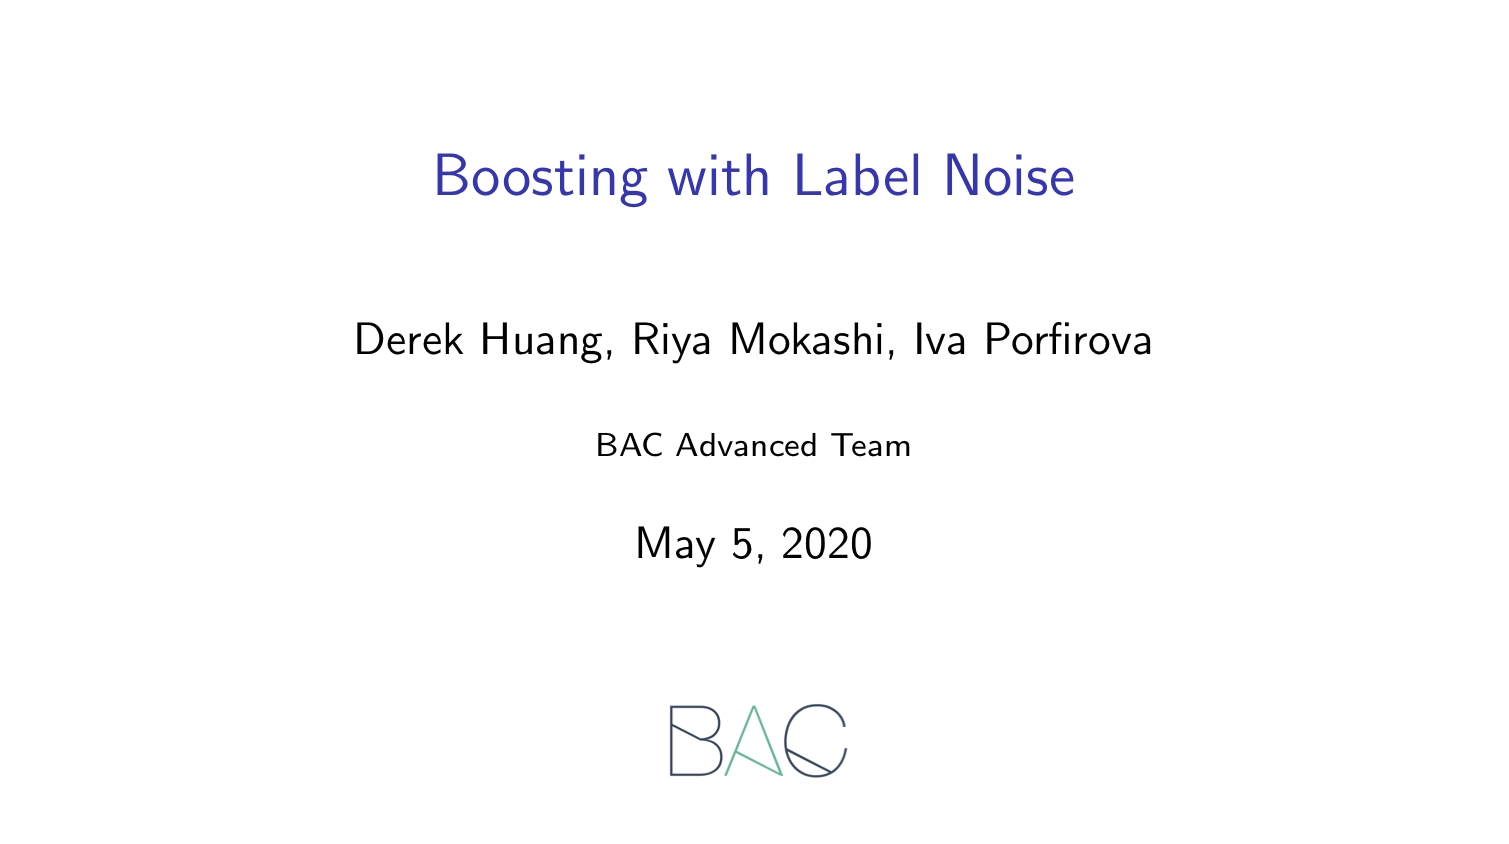 Boosting with Label Noise
Derek Huang, Riya Mokashi, Iva Porfirova
BAC Advanced Team
May 5, 2020
BAC